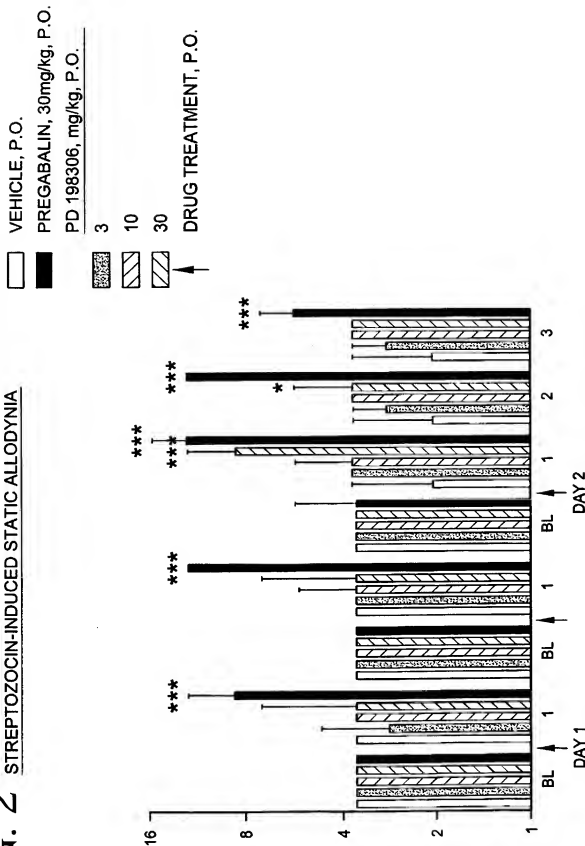 . 2 STREPTOZOCIN-INDUCED STATIC ALLODYNIA
VEHICLE, P.O.
PREGABALIN, 30mg/kg, P.O.
PD 198306, mg/kg, P.O.
3
10
30
DRUG TREATMENT, P.O.
16
8
4
2
1
***
***
***
***
***
*
***
BL 1 BL 1 BL 1 2 3
DAY 1 DAY 2